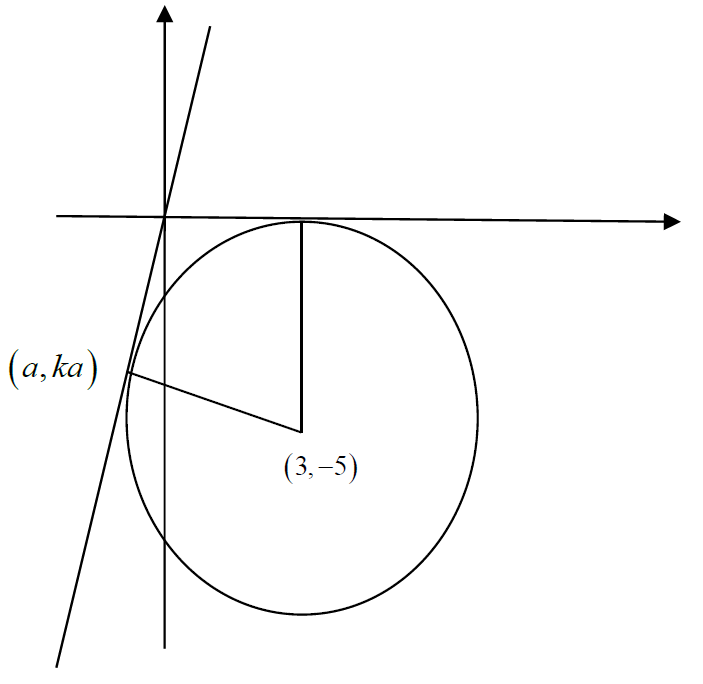 (a, ka)
(3, −5)